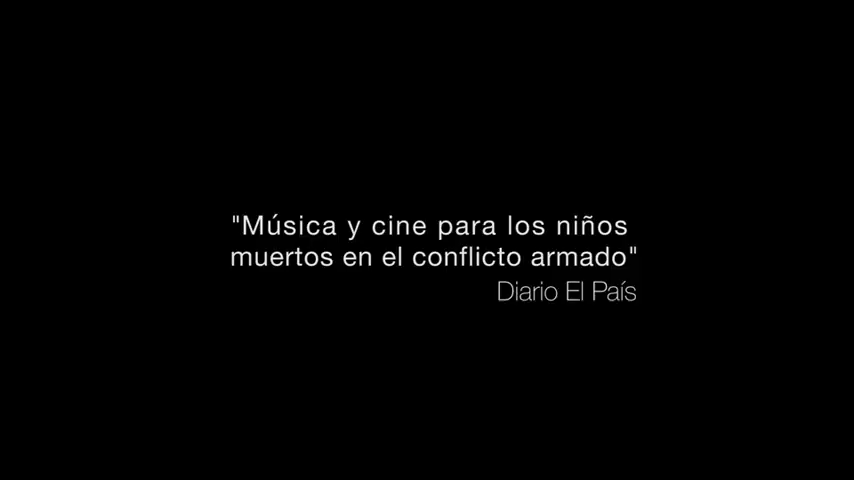 "Música y cine para los niños
muertos en el conflicto armado"
Diario El País